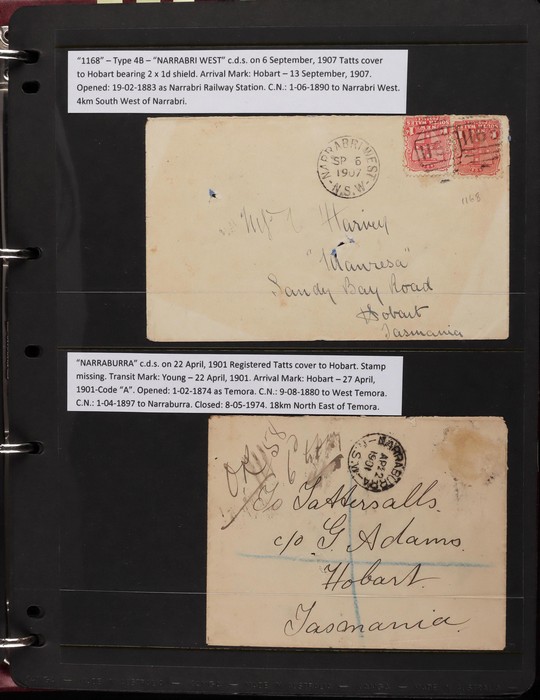 “1168” – Type 4B – “NARRABRI WEST” c.d.s. on 6 September, 1907 Tatts cover
to Hobart bearing 2 x 1d shield. Arrival Mark: Hobart – 13 September, 1907.
Opened: 19-02-1883 as Narrabri Railway Station. C.N.: 1-06-1890 to Narrabri West.
4km South West of Narrabri.
NARRABRI WEST
SP 6
1907
N.S.W
1168
1168
Harvey
"Manresa"
Sandy Bay Road
Hobart
Tasmania
“NARRABURRA” c.d.s. on 22 April, 1901 Registered Tatts cover to Hobart. Stamp
missing. Transit Mark: Young – 22 April, 1901. Arrival Mark: Hobart – 27 April,
1901-Code “A”. Opened: 1-02-1874 as Temora. C.N.: 9-08-1880 to West Temora.
C.N.: 1-04-1897 to Narraburra. Closed: 8-05-1974. 18km North East of Temora.
NARRABURRA
AP 22
1901
N.S.W
58
c/o Tattersalls.
c/o G. Adams.
Hobart.
Tasmania.